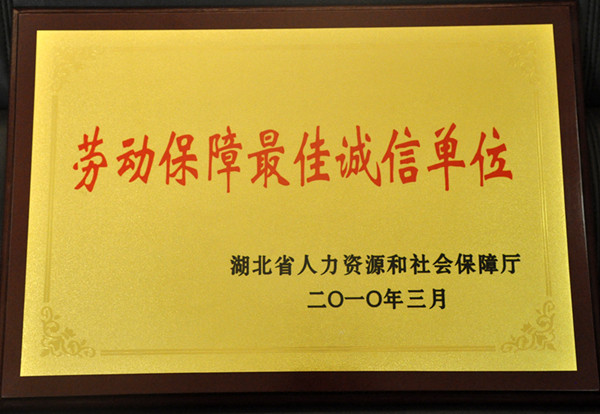 劳动保障最佳诚信单位
湖北省人力资源和社会保障厅
二〇一〇年三月